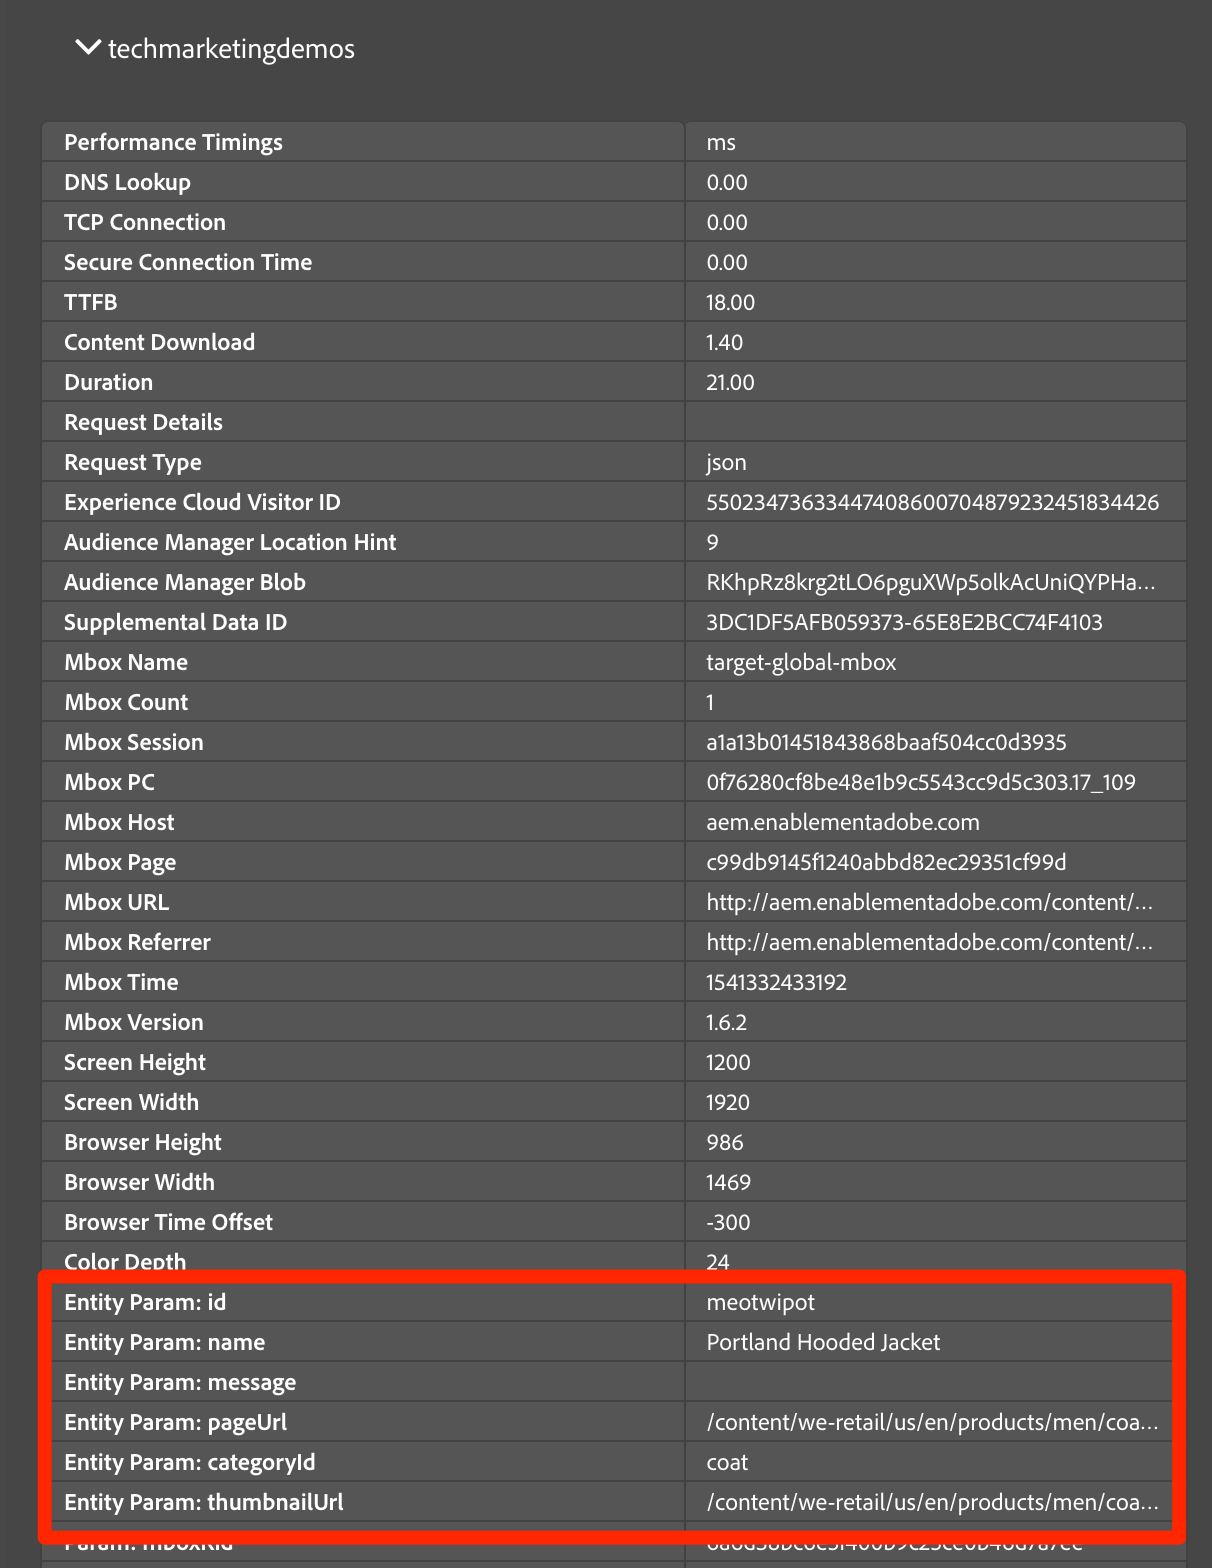 techmarketingdemos
Performance Timings ms
DNS Lookup 0.00
TCP Connection 0.00
Secure Connection Time 0.00
TTFB 18.00
Content Download 1.40
Duration 21.00
Request Details
Request Type json
Experience Cloud Visitor ID 55023473633447408600704879232451834426
Audience Manager Location Hint 9
Audience Manager Blob RKhpRz8krg2tLO6pguXWp5olkAcUniQYPHa...
Supplemental Data ID 3DC1DF5AFB059373-65E8E2BCC74F4103
Mbox Name target-global-mbox
Mbox Count 1
Mbox Session a1a13b01451843868baaf504cc0d3935
Mbox PC 0f76280cf8be48e1b9c5543cc9d5c303.17_109
Mbox Host aem.enablementadobe.com
Mbox Page c99db9145f1240abbd82ec29351cf99d
Mbox URL http://aem.enablementadobe.com/content/...
Mbox Referrer http://aem.enablementadobe.com/content/...
Mbox Time 1541332433192
Mbox Version 1.6.2
Screen Height 1200
Screen Width 1920
Browser Height 986
Browser Width 1469
Browser Time Offset -300
Color Depth 24
Entity Param: id meotwipot
Entity Param: name Portland Hooded Jacket
Entity Param: message
Entity Param: pageUrl /content/we-retail/us/en/products/men/coa...
Entity Param: categoryId coat
Entity Param: thumbnailUrl /content/we-retail/us/en/products/men/coa...